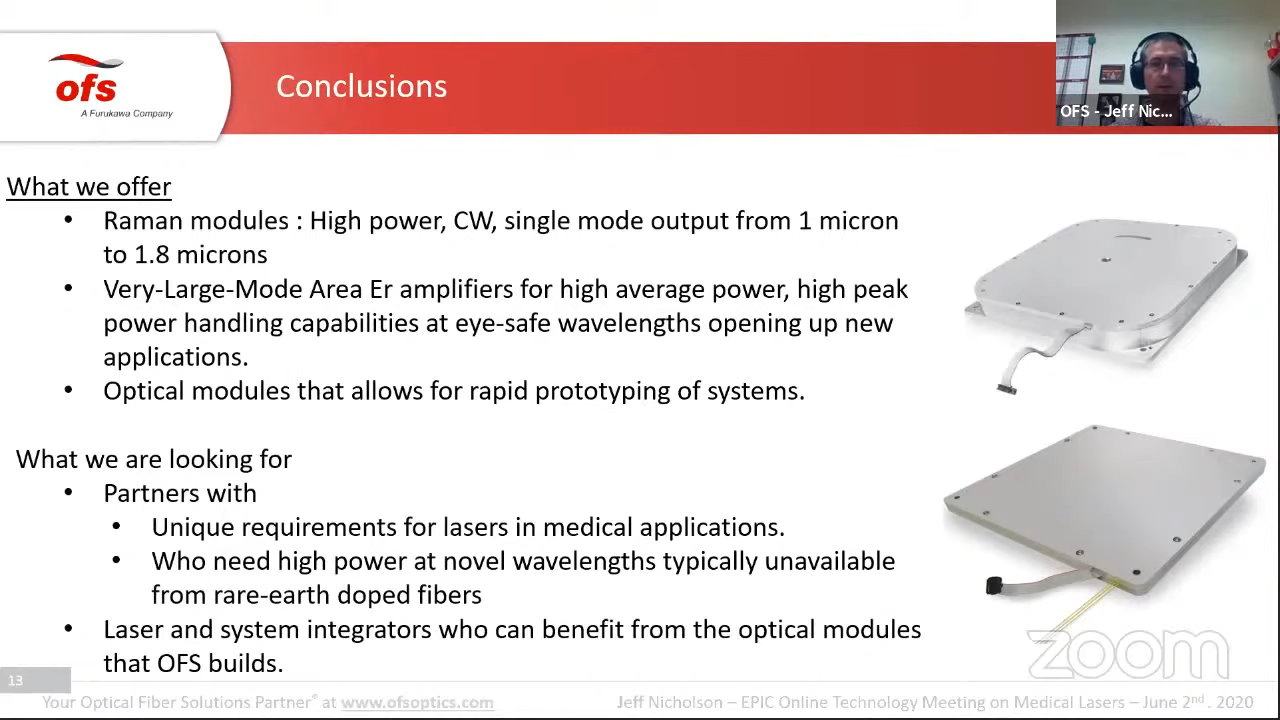 ofs
A Furukawa Company
Conclusions
OFS - Jeff Nic...
What we offer
• Raman modules : High power, CW, single mode output from 1 micron
to 1.8 microns
• Very-Large-Mode Area Er amplifiers for high average power, high peak
power handling capabilities at eye-safe wavelengths opening up new
applications.
• Optical modules that allows for rapid prototyping of systems.
What we are looking for
• Partners with
• Unique requirements for lasers in medical applications.
• Who need high power at novel wavelengths typically unavailable
from rare-earth doped fibers
• Laser and system integrators who can benefit from the optical modules
that OFS builds.
zoom
13
Your Optical Fiber Solutions Partner® at www.ofsoptics.com
Jeff Nicholson – EPIC Online Technology Meeting on Medical Lasers – June 2nd. 2020